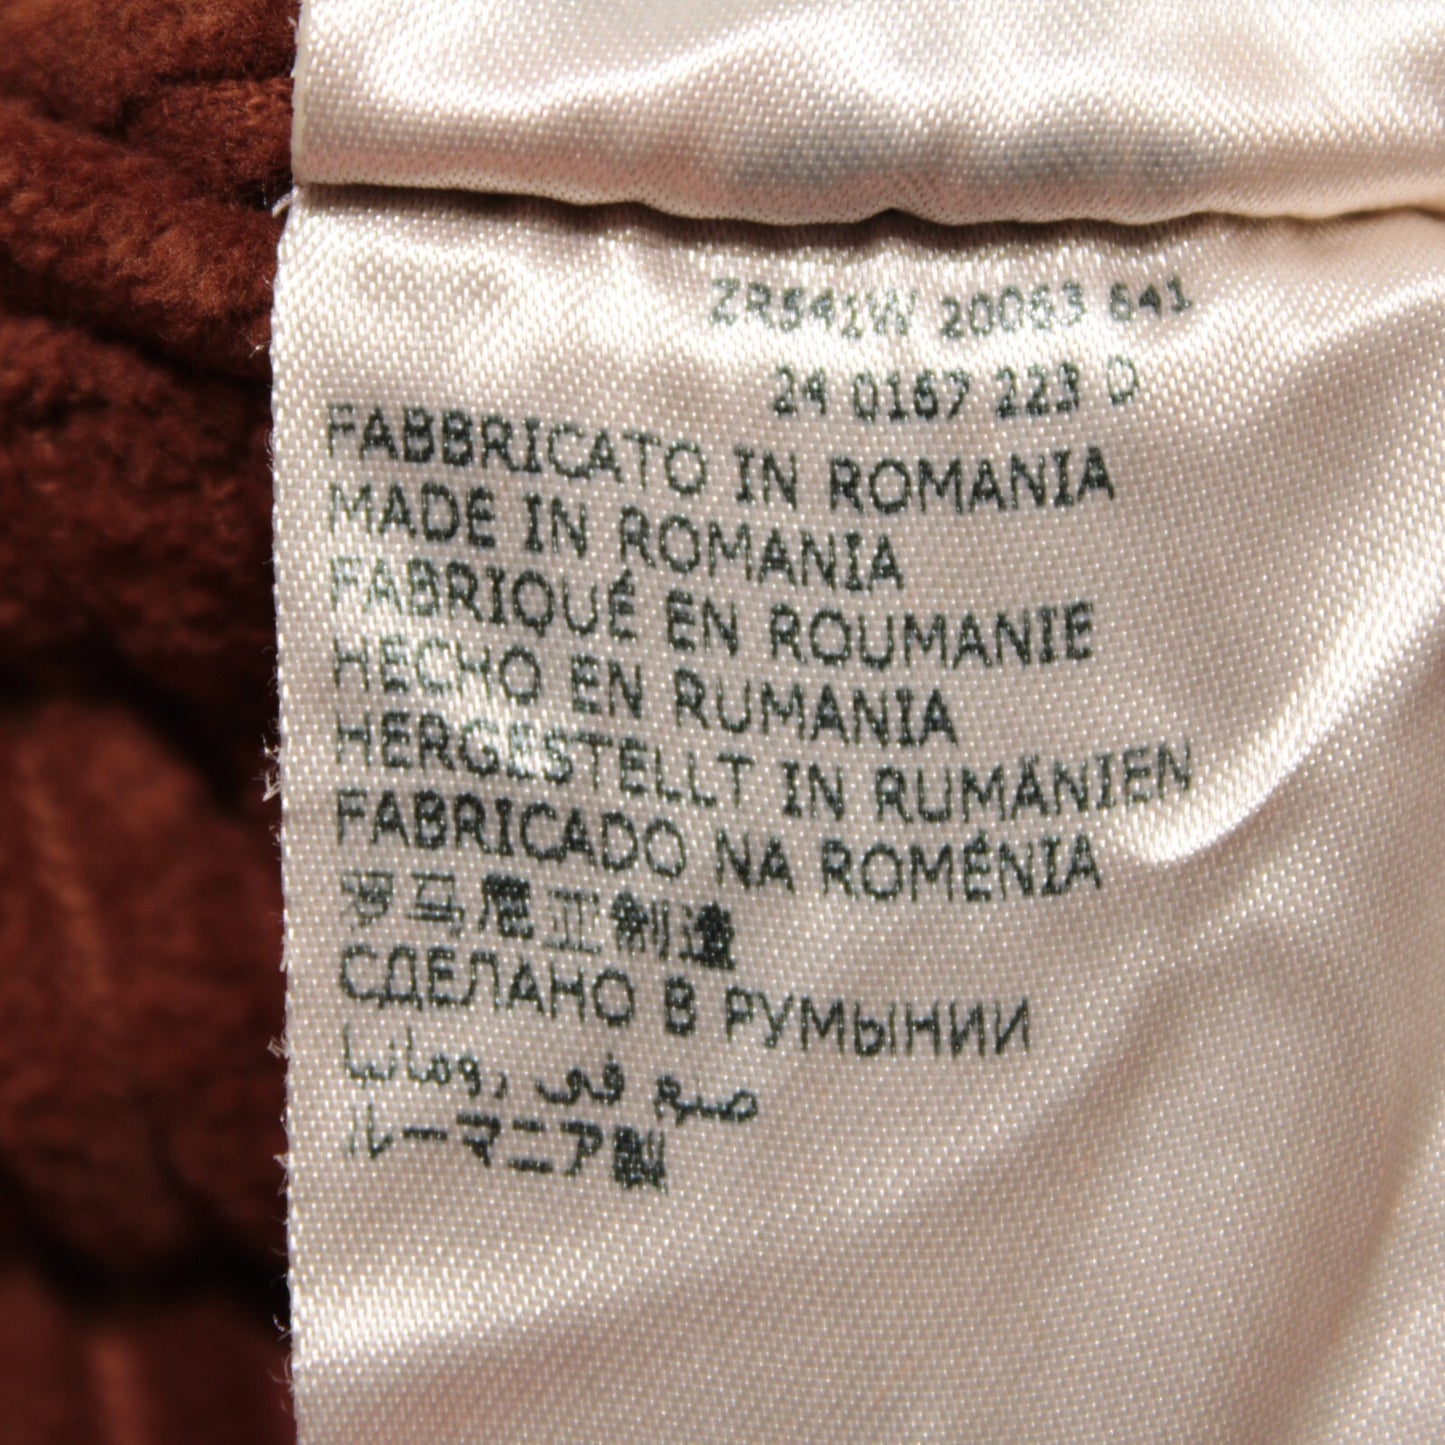 ZR541W 20063 641
24 0167 223 D
FABBRICATO IN ROMANIA
MADE IN ROMANIA
FABRIQUÉ EN ROUMANIE
HECHO EN RUMANIA
HERGESTELLT IN RUMÄNIEN
FABRICADO NA ROMÉNIA
罗马尼亚制造
СДЕЛАНО В РУМЫНИИ
صنع في رومانيا
ルーマニア製